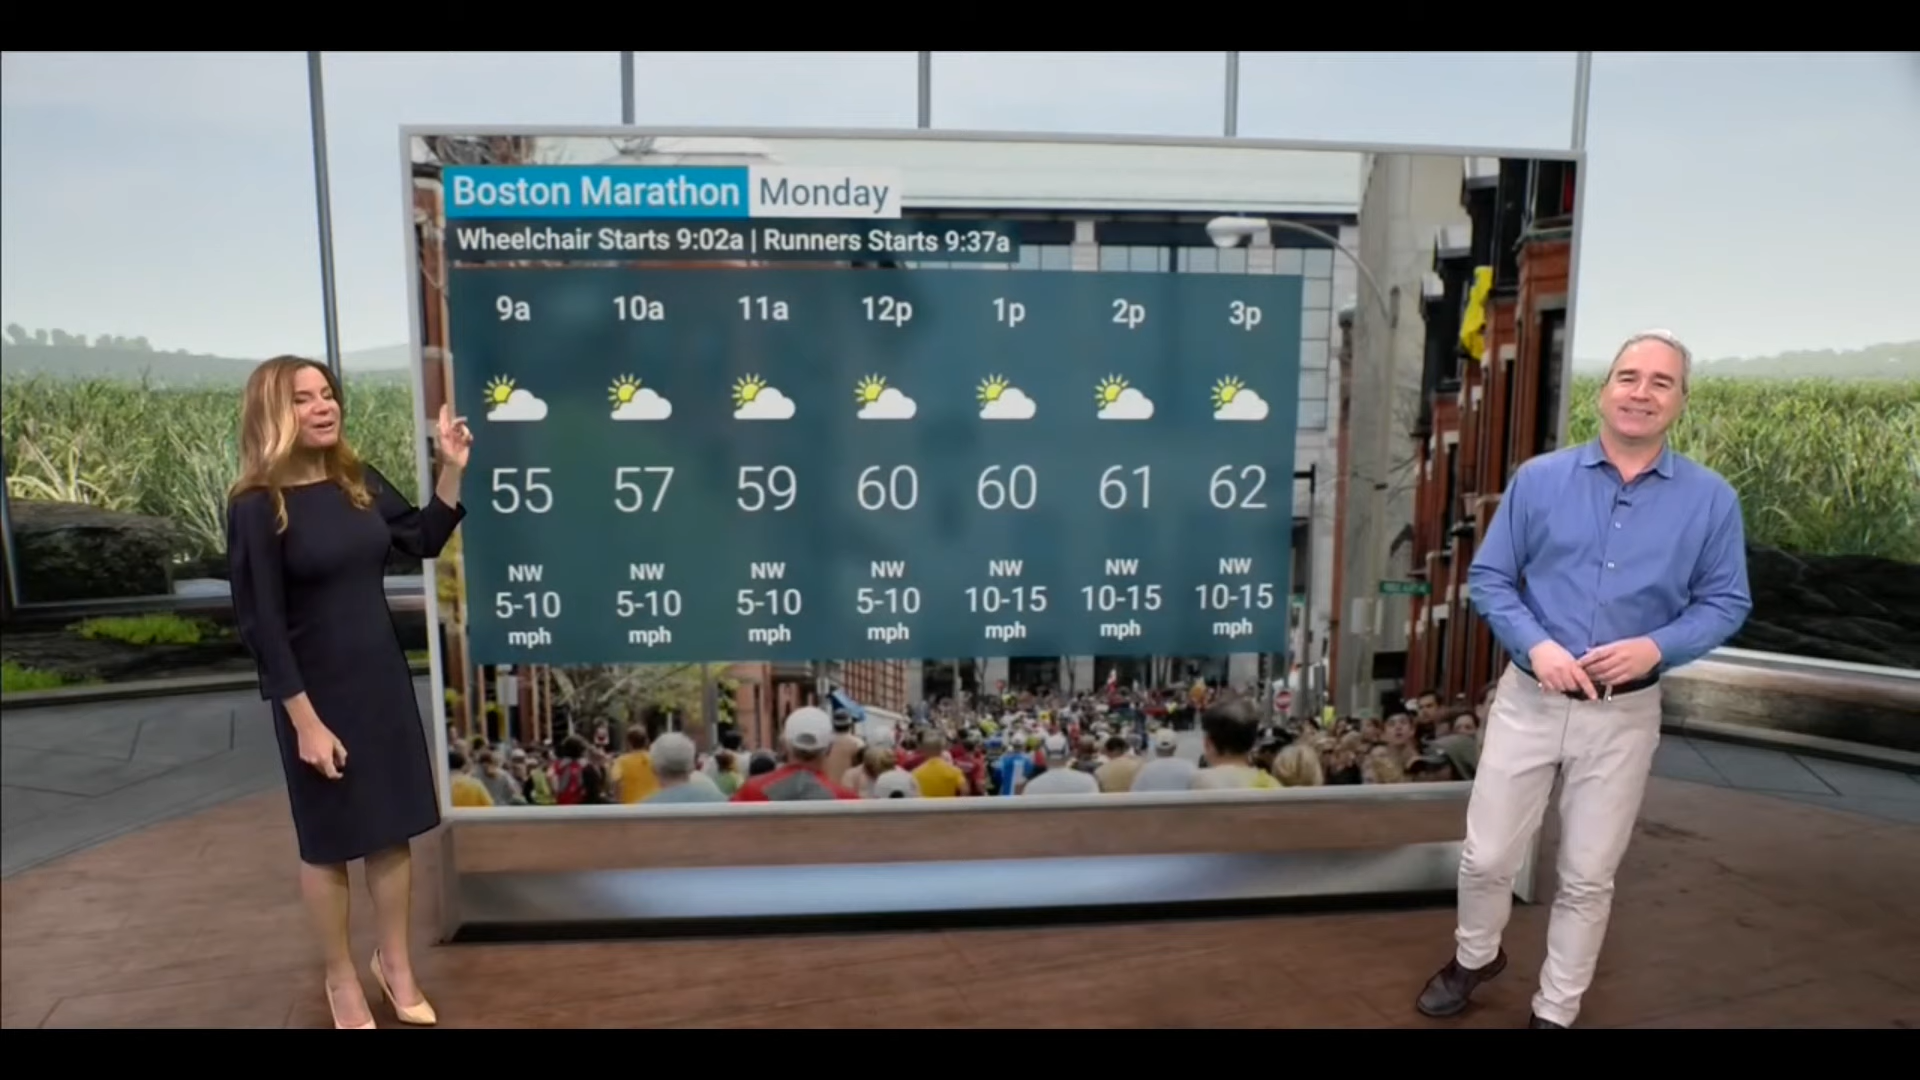 Boston Marathon Monday
Wheelchair Starts 9:02a | Runners Starts 9:37a
9a 10a 11a 12p 1p 2p 3p
55 57 59 60 60 61 62
NW NW NW NW NW NW NW
5-10 5-10 5-10 5-10 10-15 10-15 10-15
mph mph mph mph mph mph mph